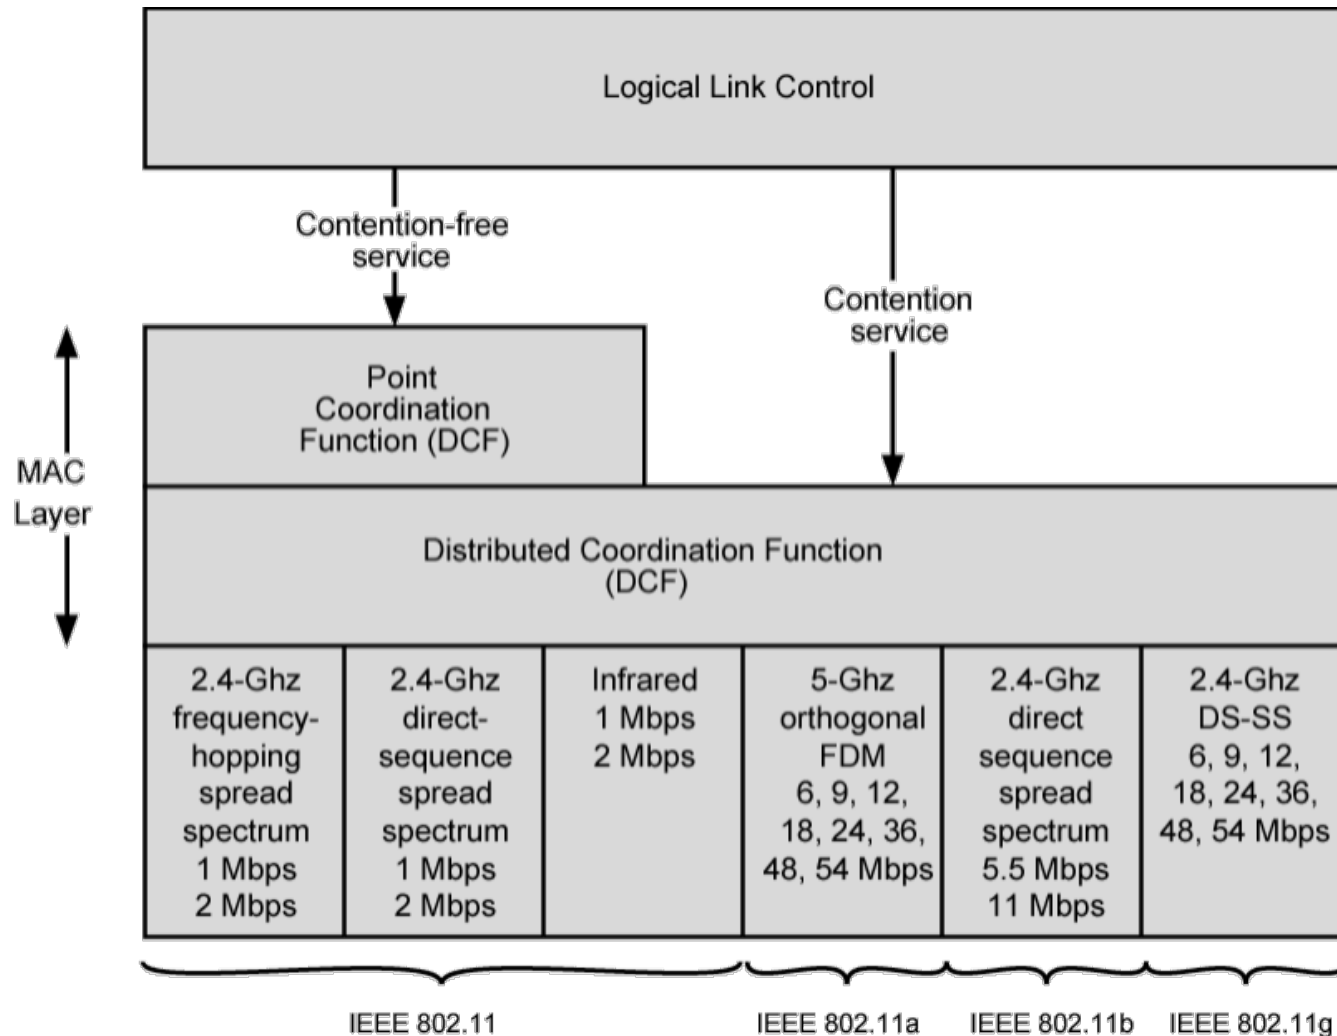 Logical Link Control
Contention-free
service
Contention
service
Point
Coordination
Function (DCF)
MAC
Layer
Distributed Coordination Function
(DCF)
2.4-Ghz
frequency-
hopping
spread
spectrum
1 Mbps
2 Mbps
2.4-Ghz
direct-
sequence
spread
spectrum
1 Mbps
2 Mbps
Infrared
1 Mbps
2 Mbps
5-Ghz
orthogonal
FDM
6, 9, 12,
18, 24, 36,
48, 54 Mbps
2.4-Ghz
direct
sequence
spread
spectrum
5.5 Mbps
11 Mbps
2.4-Ghz
DS-SS
6, 9, 12,
18, 24, 36,
48, 54 Mbps
IEEE 802.11
IEEE 802.11a
IEEE 802.11b
IEEE 802.11g